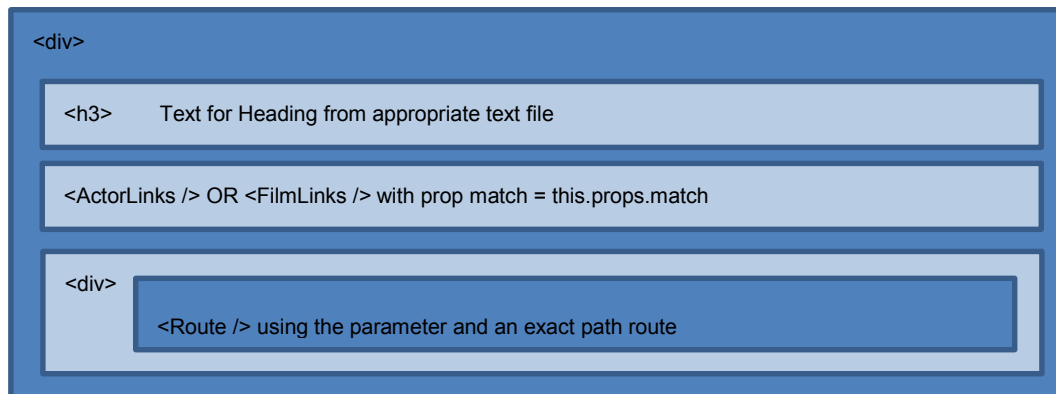 <div>
<h3> Text for Heading from appropriate text file
<ActorLinks /> OR <FilmLinks /> with prop match = this.props.match
<div>
<Route /> using the parameter and an exact path route